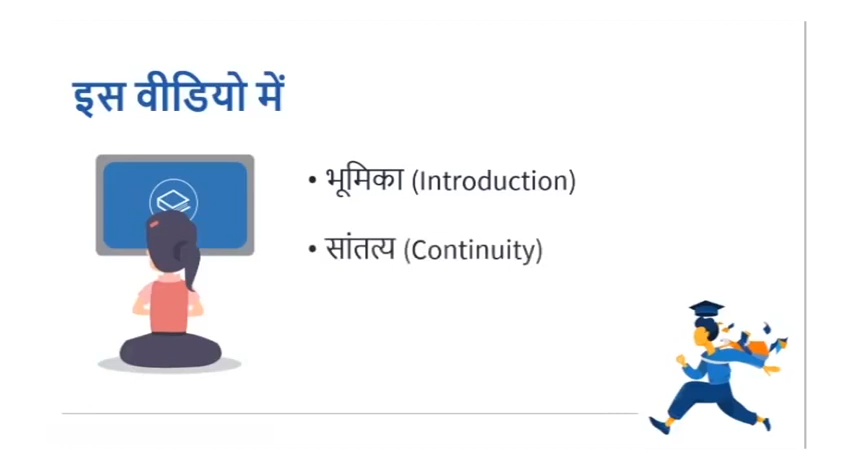 इस वीडियो में
• भूमिका (Introduction)
• सांतत्य (Continuity)